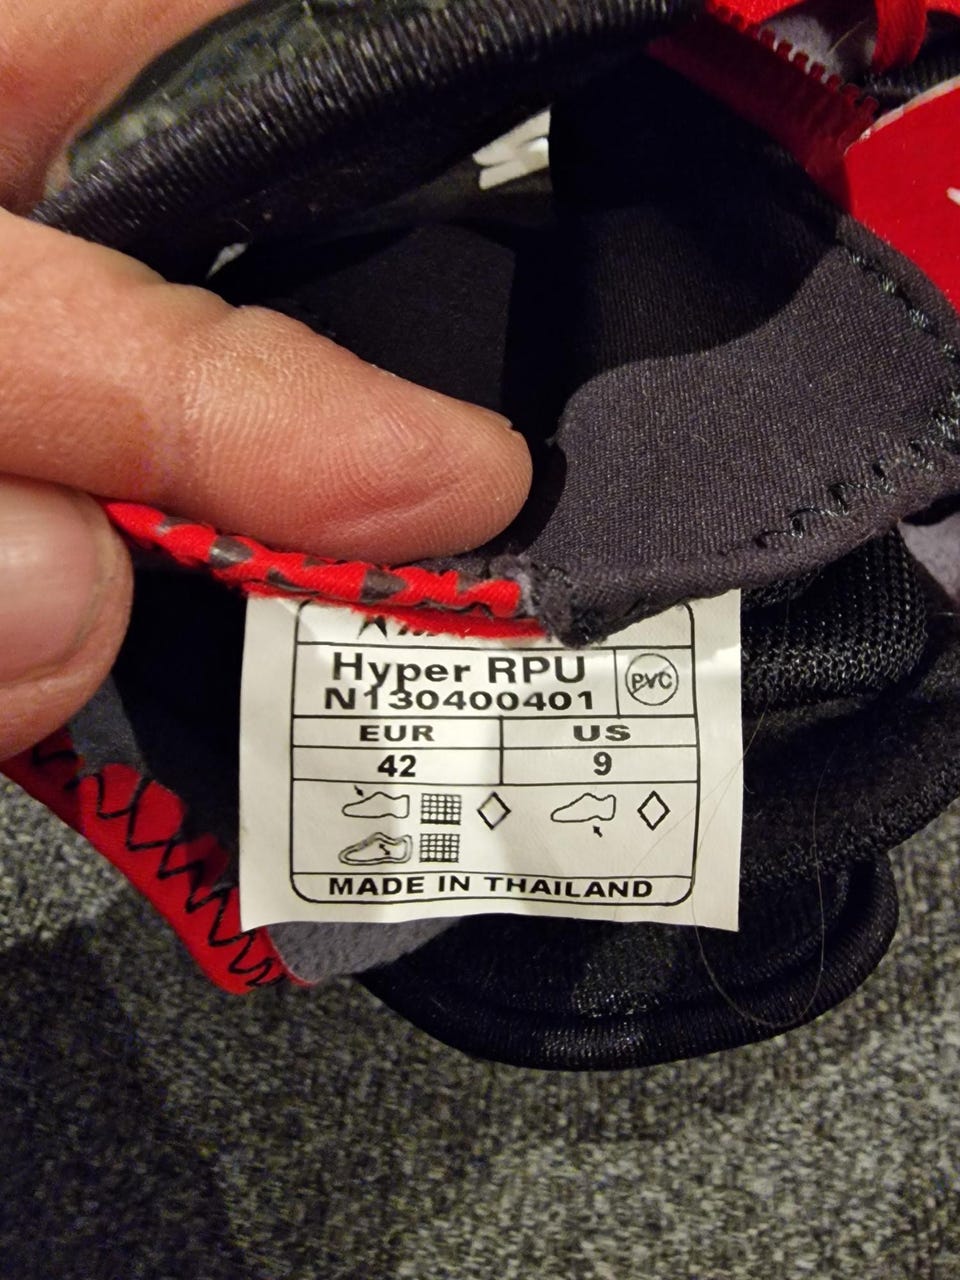 Hyper RPU
PVC
N130400401
EUR US
42 9
MADE IN THAILAND